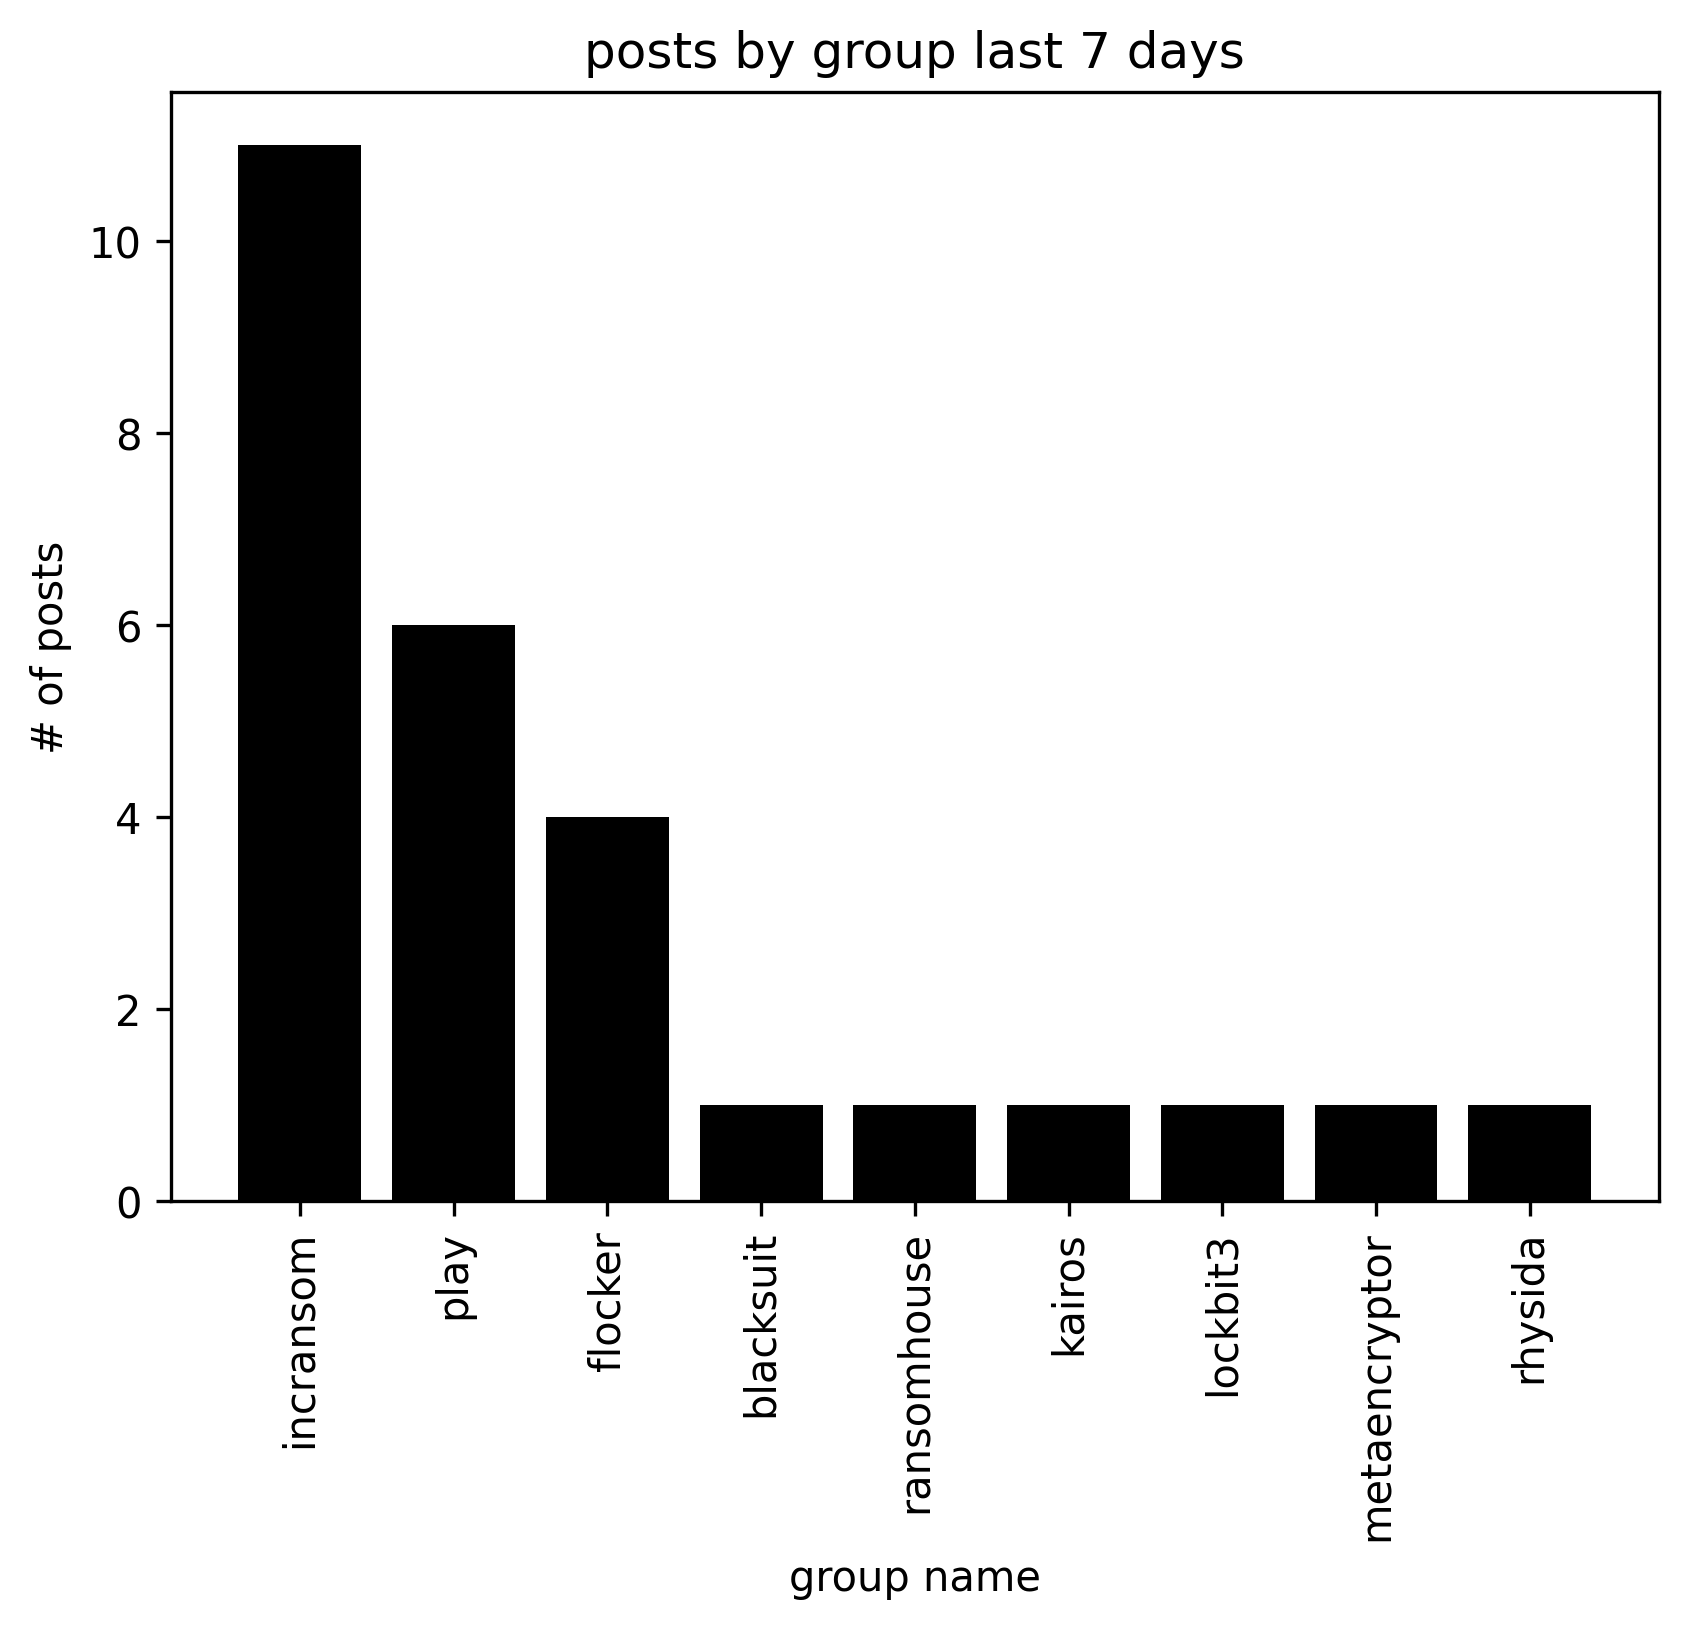 posts by group last 7 days
# of posts
10
8
6
4
2
0
incransom
play
flocker
blacksuit
ransomhouse
kairos
lockbit3
metaencryptor
rhysida
group name